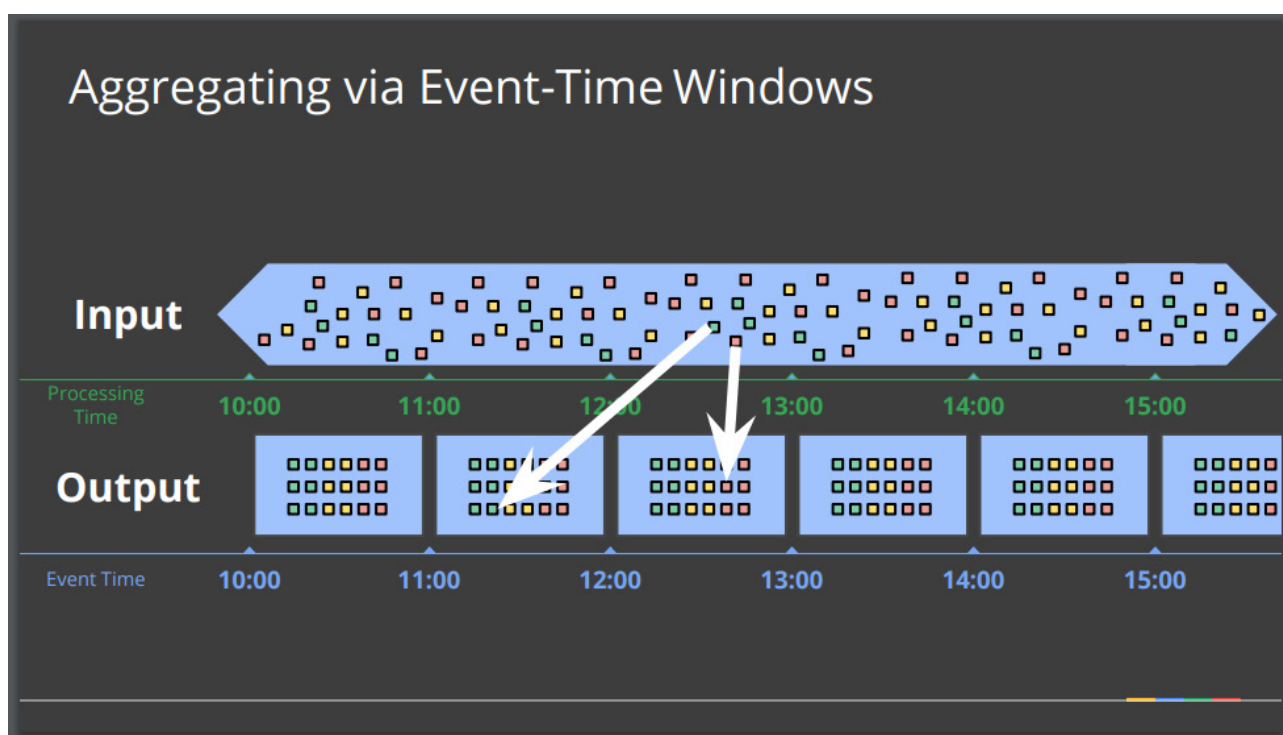 Aggregating via Event-Time Windows
Input
Processing
Time
10:00 11:00 12:00 13:00 14:00 15:00
Output
Event Time 10:00 11:00 12:00 13:00 14:00 15:00